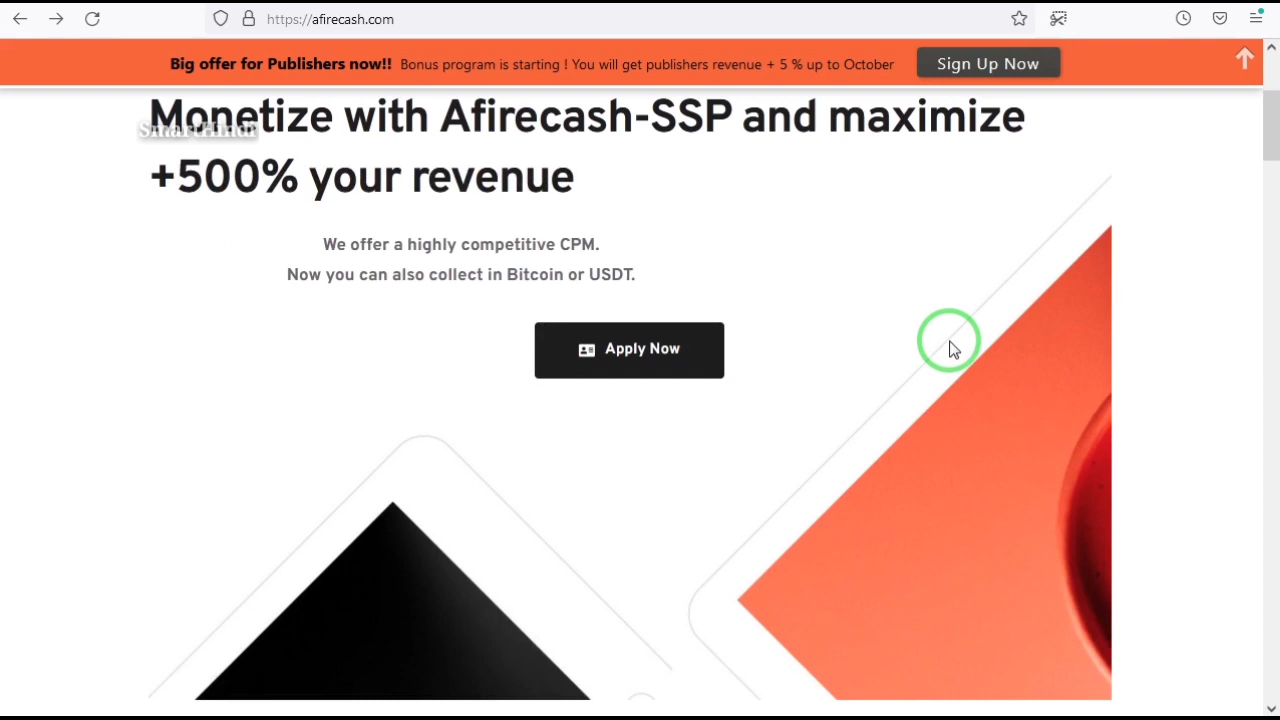 https://afirecash.com
Big offer for Publishers now!! Bonus program is starting ! You will get publishers revenue + 5 % up to October
Sign Up Now
Monetize with Afirecash-SSP and maximize
SmartHindi
+500% your revenue
We offer a highly competitive CPM.
Now you can also collect in Bitcoin or USDT.
Apply Now